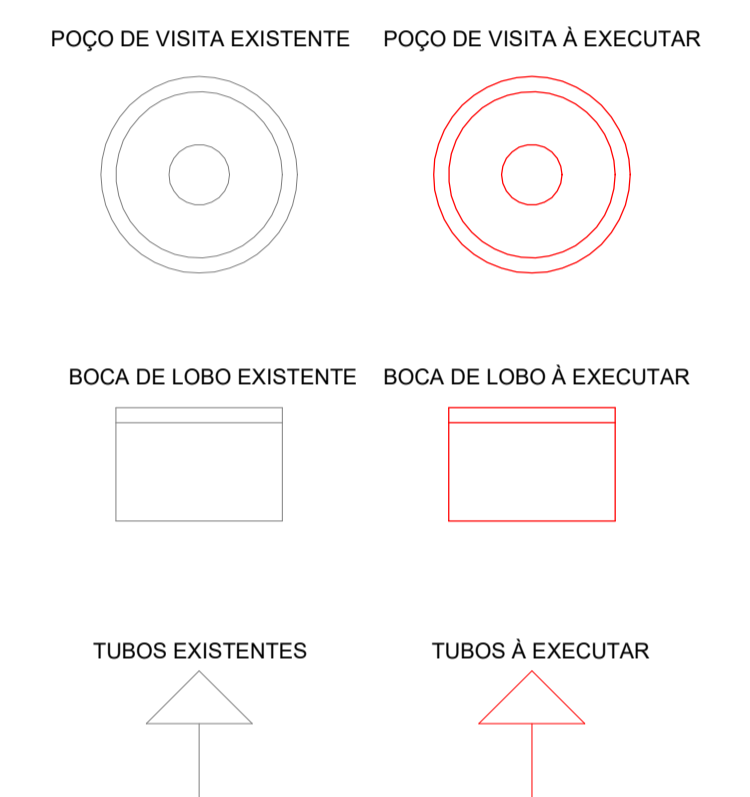 POÇO DE VISITA EXISTENTE
POÇO DE VISITA À EXECUTAR
BOCA DE LOBO EXISTENTE
BOCA DE LOBO À EXECUTAR
TUBOS EXISTENTES
TUBOS À EXECUTAR